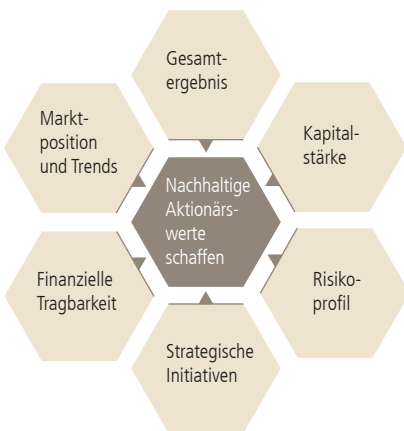 Gesamt-
ergebnis
Markt-
position
und Trends
Kapital-
stärke
Nachhaltige
Aktionärs-
werte
schaffen
Finanzielle
Tragbarkeit
Risiko-
profil
Strategische
Initiativen